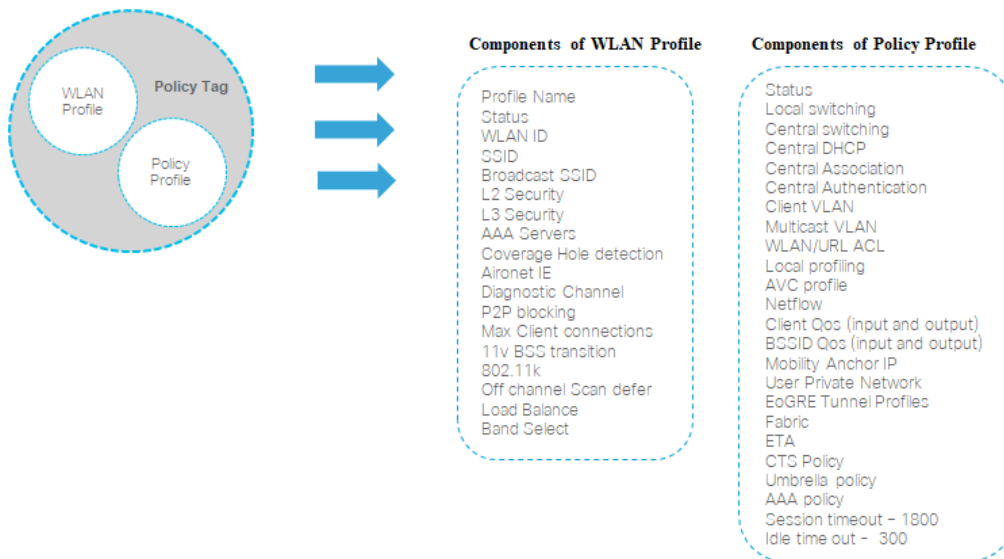 WLAN
Profile
Policy Tag
Policy
Profile
Components of WLAN Profile
Profile Name
Status
WLAN ID
SSID
Broadcast SSID
L2 Security
L3 Security
AAA Servers
Coverage Hole detection
Aironet IE
Diagnostic Channel
P2P blocking
Max Client connections
11v BSS transition
802.11k
Off channel Scan defer
Load Balance
Band Select
Components of Policy Profile
Status
Local switching
Central switching
Central DHCP
Central Association
Central Authentication
Client VLAN
Multicast VLAN
WLAN/URL ACL
Local profiling
AVC profile
Netflow
Client Qos (input and output)
BSSID Qos (input and output)
Mobility Anchor IP
User Private Network
EoGRE Tunnel Profiles
Fabric
ETA
CTS Policy
Umbrella policy
AAA policy
Session timeout – 1800
Idle time out – 300